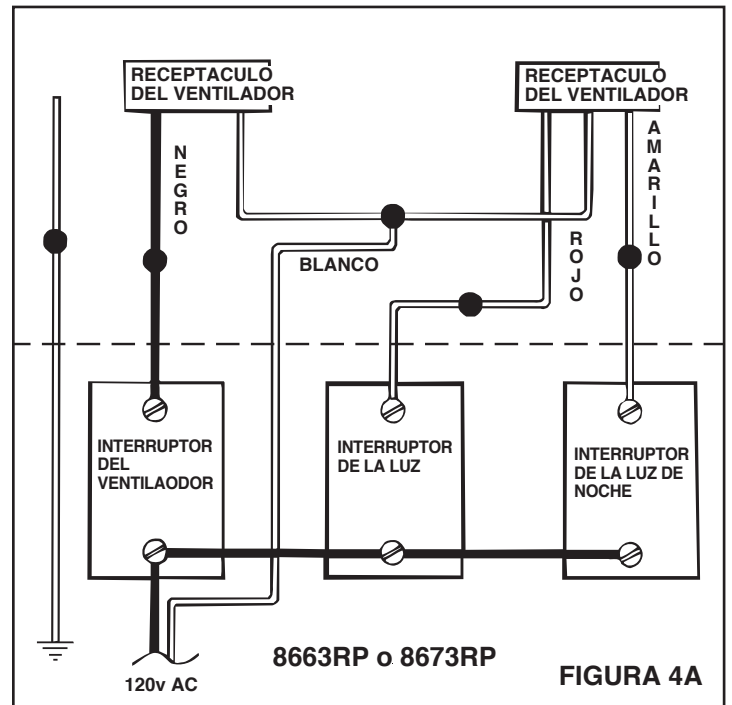 RECEPTACULO
DEL VENTILADOR
RECEPTACULO
DEL VENTILADOR
NEGRO
AMARILLO
ROJO
BLANCO
INTERRUPTOR
DEL
VENTILAODOR
INTERRUPTOR
DE LA LUZ
INTERRUPTOR
DE LA LUZ DE
NOCHE
120v AC
8663RP o 8673RP
FIGURA 4A